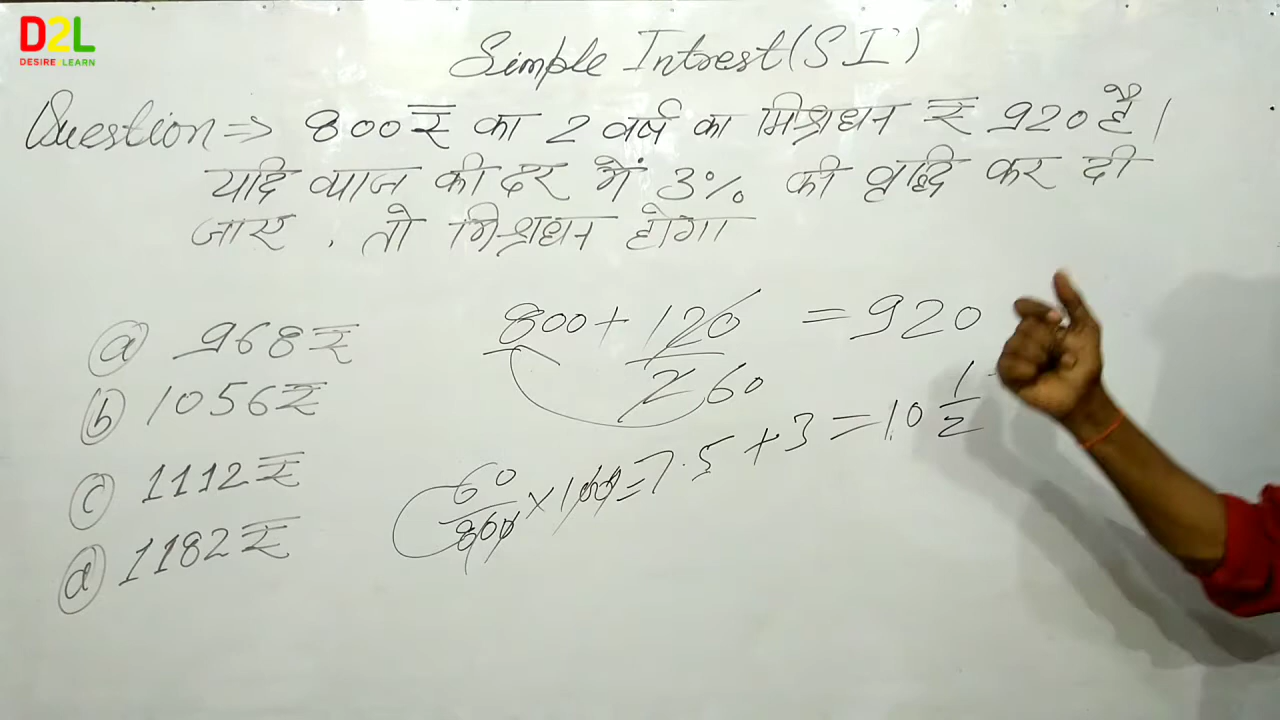 D2L
DESIRE 2 LEARN
Simple Intrest (SI)
Question ⇒ 800₹ का 2 वर्ष का मिश्रधन ₹ 920 है।
यदि व्याज की दर में 3% की वृद्धि कर दी
जाए , तो मिश्रधन होगा
(a) 968₹
(b) 1056₹
(c) 1112₹
(d) 1182₹
800 + 120 = 920
2 60
60/800 × 100 = 7.5 + 3 = 10 1/2